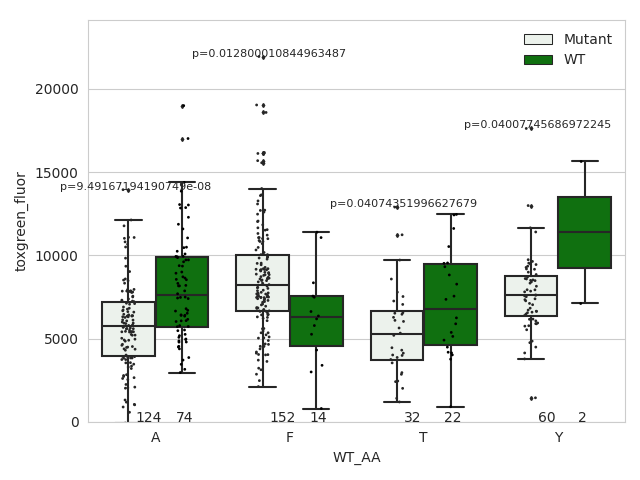 p=0.012800010844963487
Mutant
WT
20000
p=0.04007745686972245
15000
p=9.49167194190749e-08
p=0.04074351996627679
10000
5000
0
124 74 152 14 32 22 60 2
A F T Y
WT_AA
toxgreen_fluor